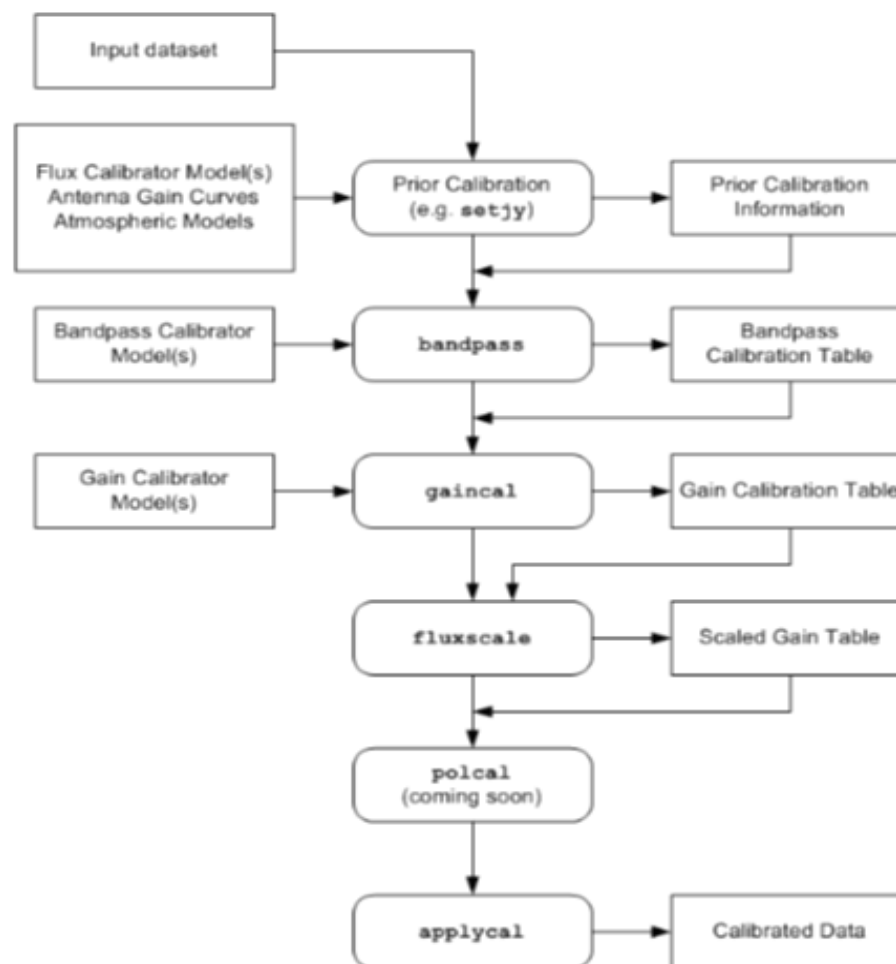 Input dataset
Flux Calibrator Model(s)
Antenna Gain Curves
Atmospheric Models
Prior Calibration
(e.g. setjy)
Prior Calibration
Information
Bandpass Calibrator
Model(s)
bandpass
Bandpass
Calibration Table
Gain Calibrator
Model(s)
gaincal
Gain Calibration Table
fluxscale
Scaled Gain Table
polcal
(coming soon)
applycal
Calibrated Data